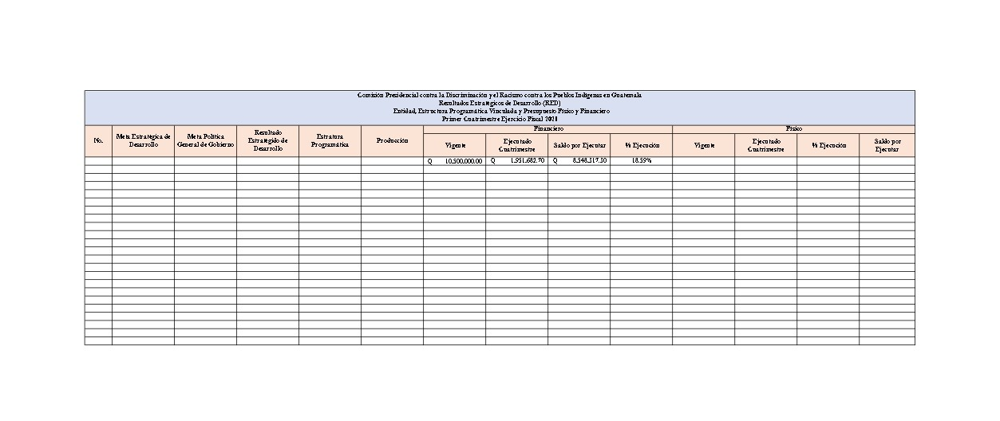 Comisión Presidencial contra la Discriminación y el Racismo contra los Pueblos Indígenas en Guatemala
Resultados Estratégicos de Desarrollo (RED)
Entidad, Estructura Programática Vinculada y Presupuesto Físico y Financiero
Primer Cuatrimestre Ejercicio Fiscal 2021
Financiero
Físico
No.
Meta Estratégica de
Desarrollo
Meta Política
General de Gobierno
Resultado
Estratégido de
Desarrollo
Estratura
Programática
Producción
Vigente
Ejecutado
Cuatrimestre
Saldo por Ejecutar
% Ejecución
Vigente
Ejecutado
Cuatrimestre
% Ejecución
Saldo por
Ejecutar
Q 10,500,000.00 Q 1,951,682.70 Q 8,548,317.30 18.59%